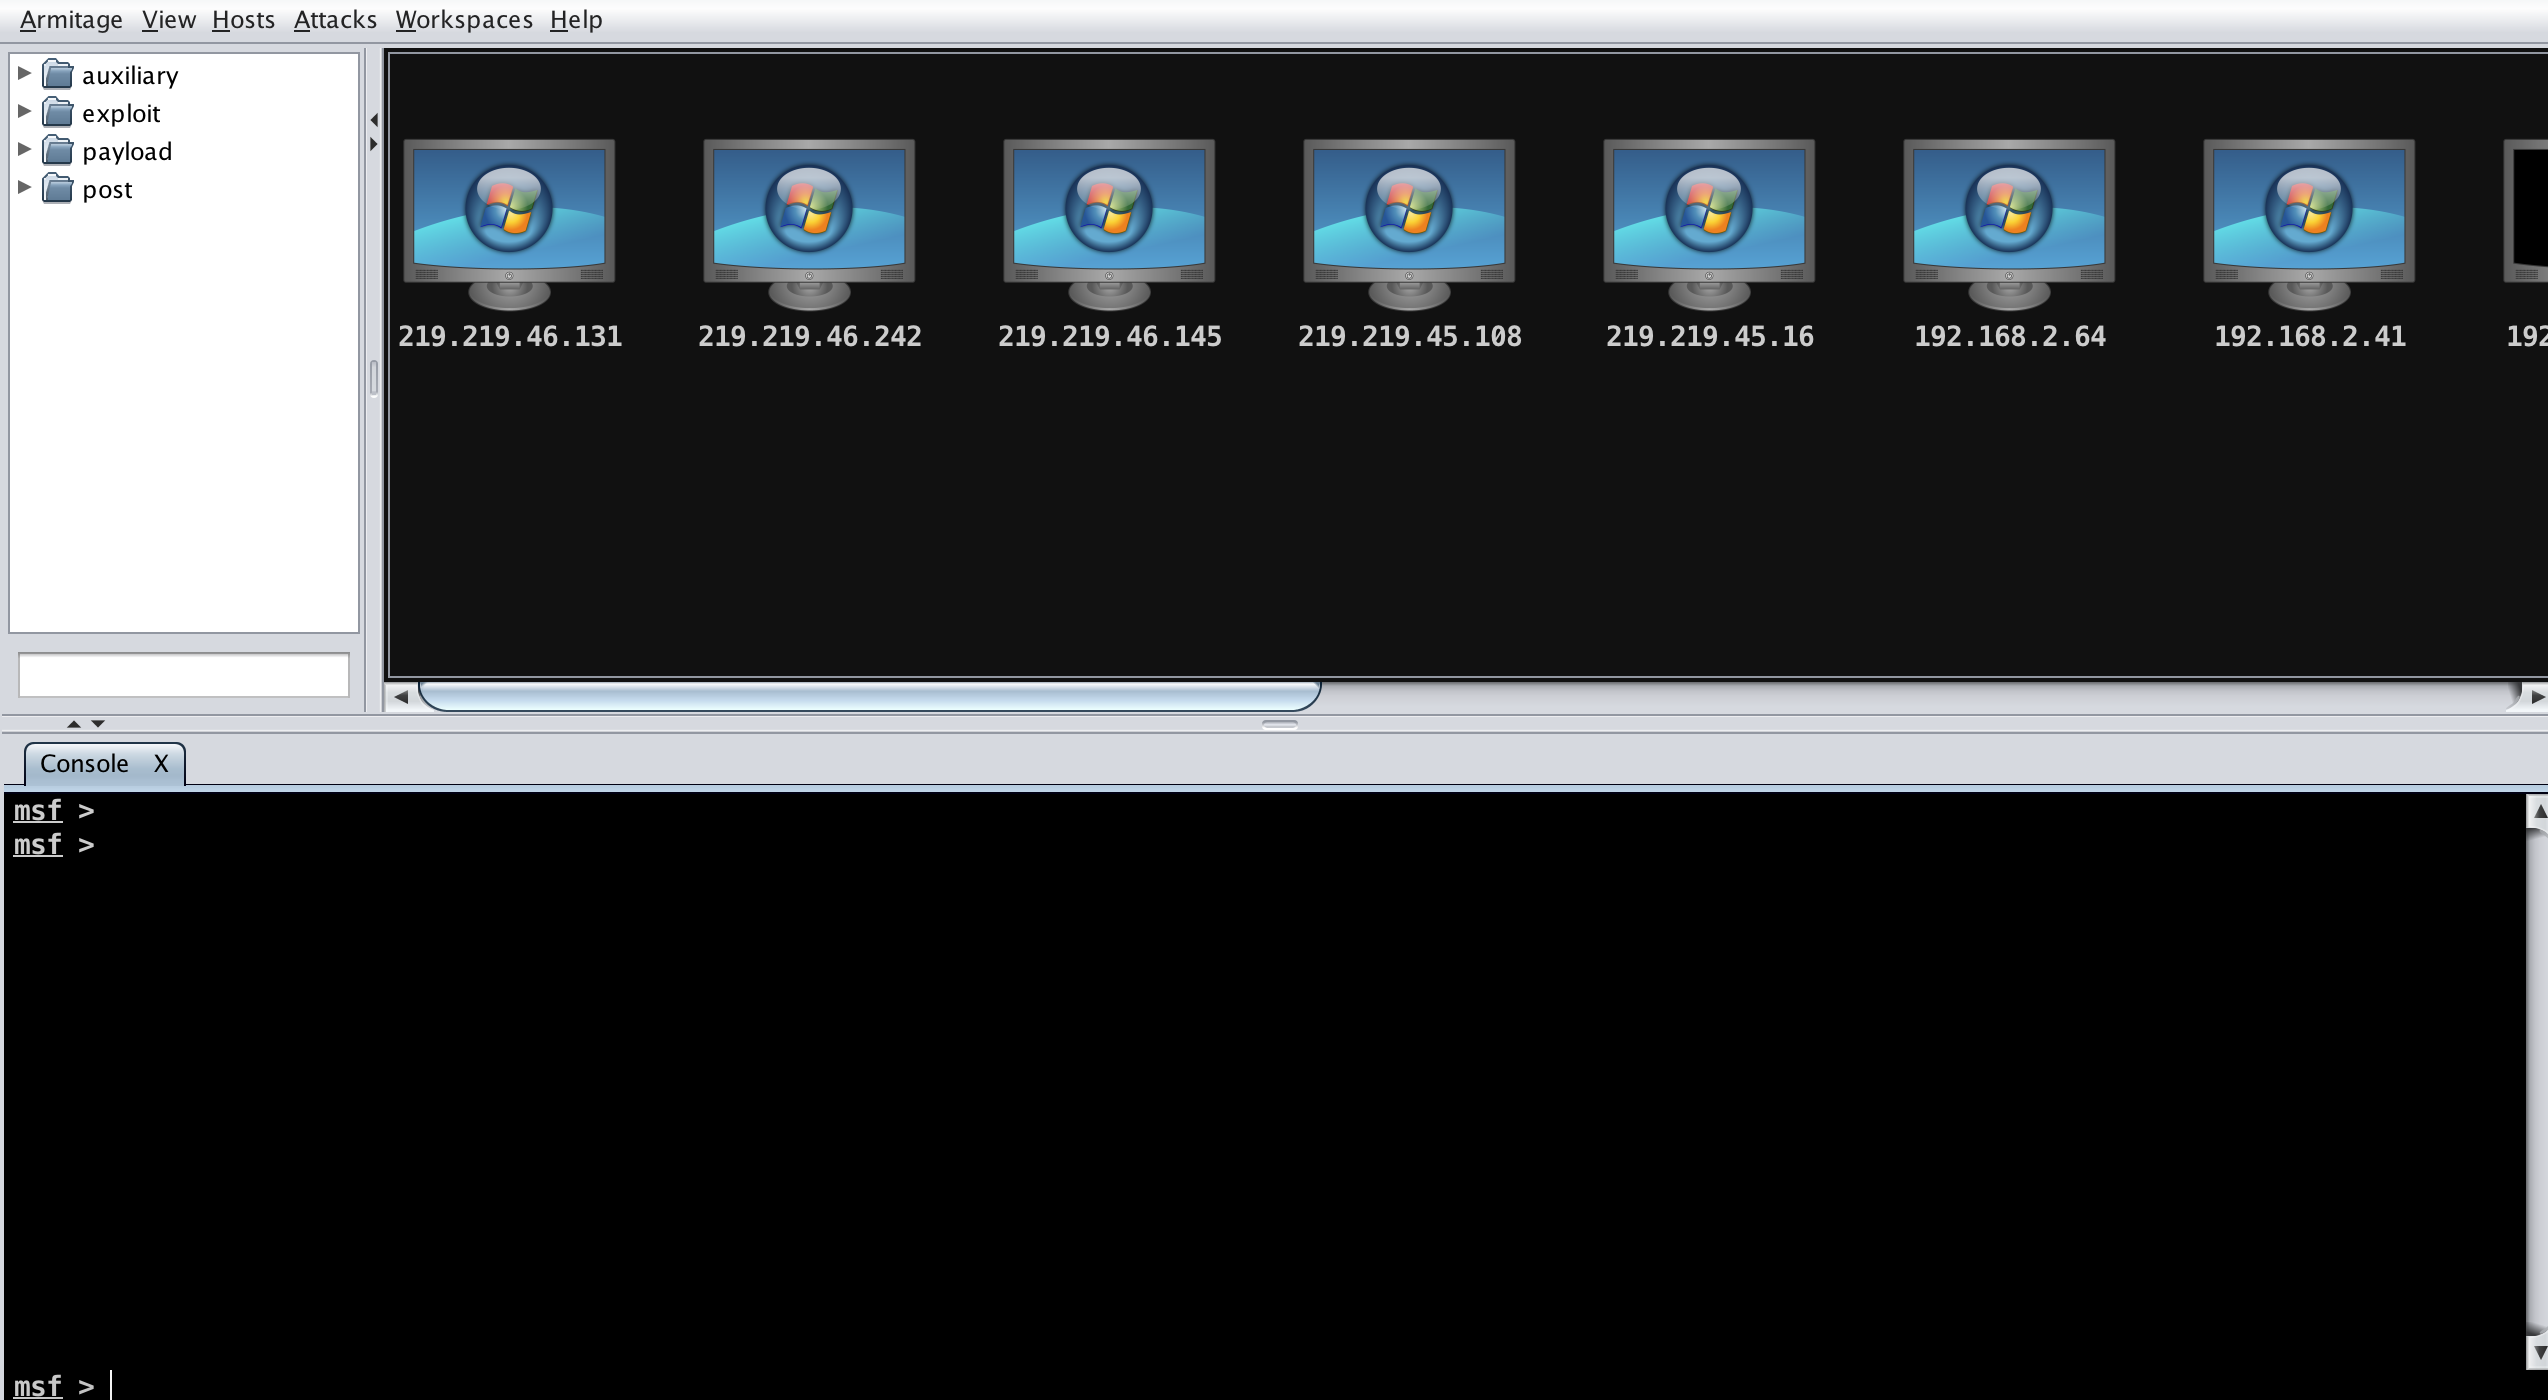 Armitage View Hosts Attacks Workspaces Help
auxiliary
exploit
payload
post
219.219.46.131 219.219.46.242 219.219.46.145 219.219.45.108 219.219.45.16 192.168.2.64 192.168.2.41 192
Console X
msf >
msf >
msf >